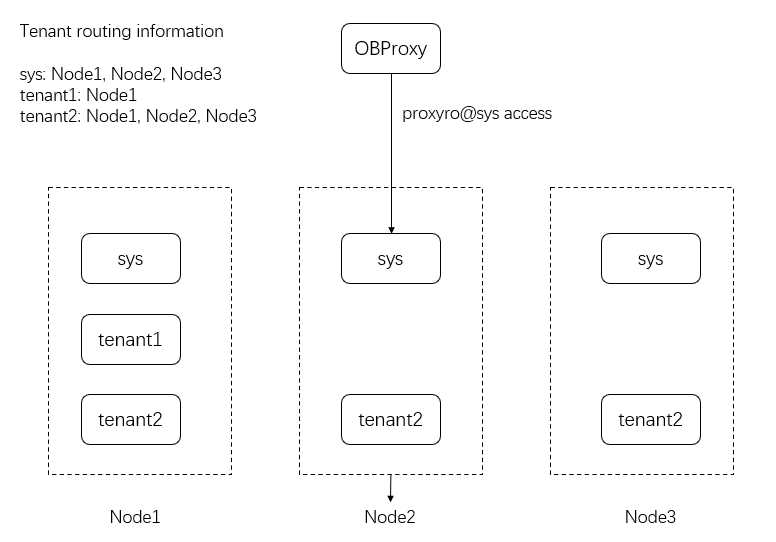 Tenant routing information
sys: Node1, Node2, Node3
tenant1: Node1
tenant2: Node1, Node2, Node3
OBProxy
proxyro@sys access
sys
sys
sys
tenant1
tenant2
tenant2
tenant2
Node1
Node2
Node3